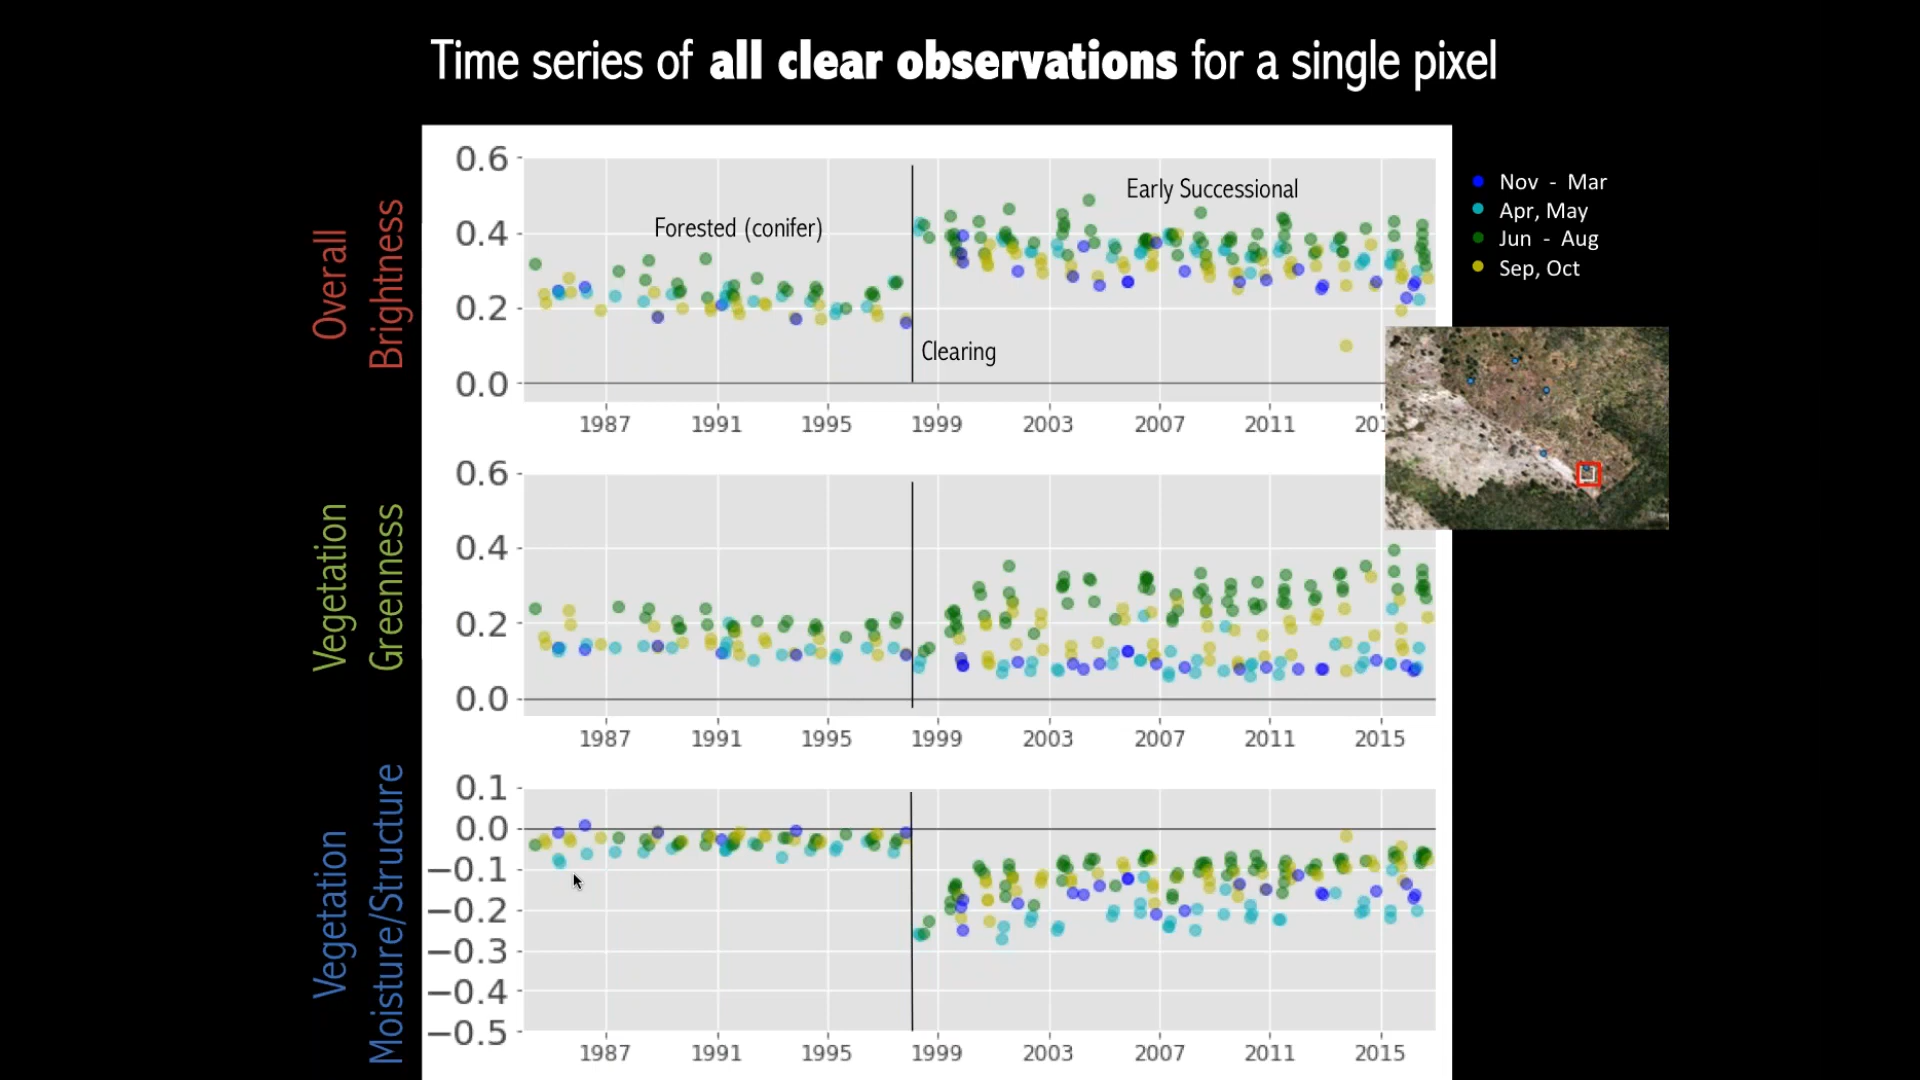 Time series of all clear observations for a single pixel
Overall
Brightness
0.6
0.4
0.2
0.0
Forested (conifer)
Early Successional
Clearing
1987 1991 1995 1999 2003 2007 2011 201
Nov - Mar
Apr, May
Jun - Aug
Sep, Oct
Vegetation
Greenness
0.6
0.4
0.2
0.0
1987 1991 1995 1999 2003 2007 2011 2015
Vegetation
Moisture/Structure
0.1
0.0
−0.1
−0.2
−0.3
−0.4
−0.5
1987 1991 1995 1999 2003 2007 2011 2015